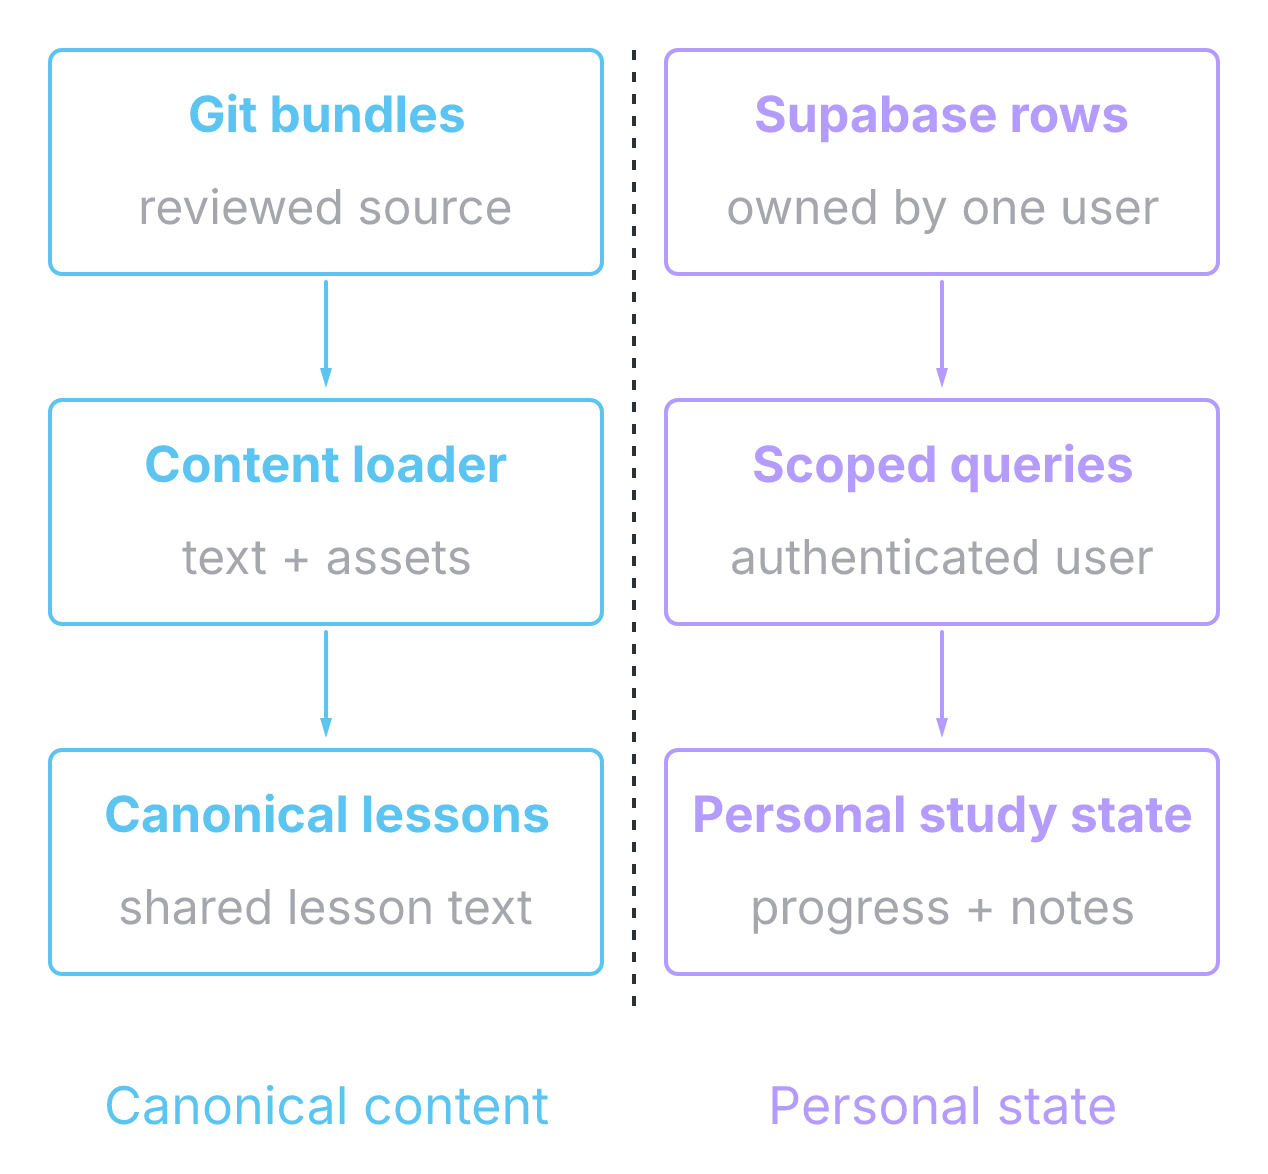 Git bundles
reviewed source
Content loader
text + assets
Canonical lessons
shared lesson text
Canonical content
Supabase rows
owned by one user
Scoped queries
authenticated user
Personal study state
progress + notes
Personal state